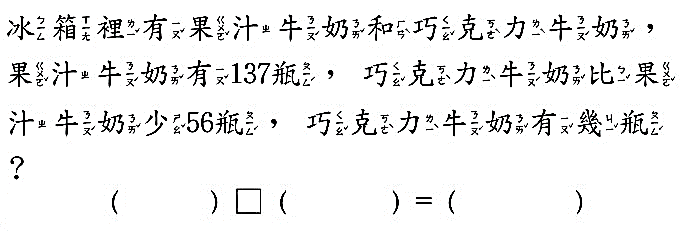 冰箱裡有果汁牛奶和巧克力牛奶，
果汁牛奶有137瓶，巧克力牛奶比果
汁牛奶少56瓶，巧克力牛奶有幾瓶
？
(　　　)□(　　　)=(　　　)